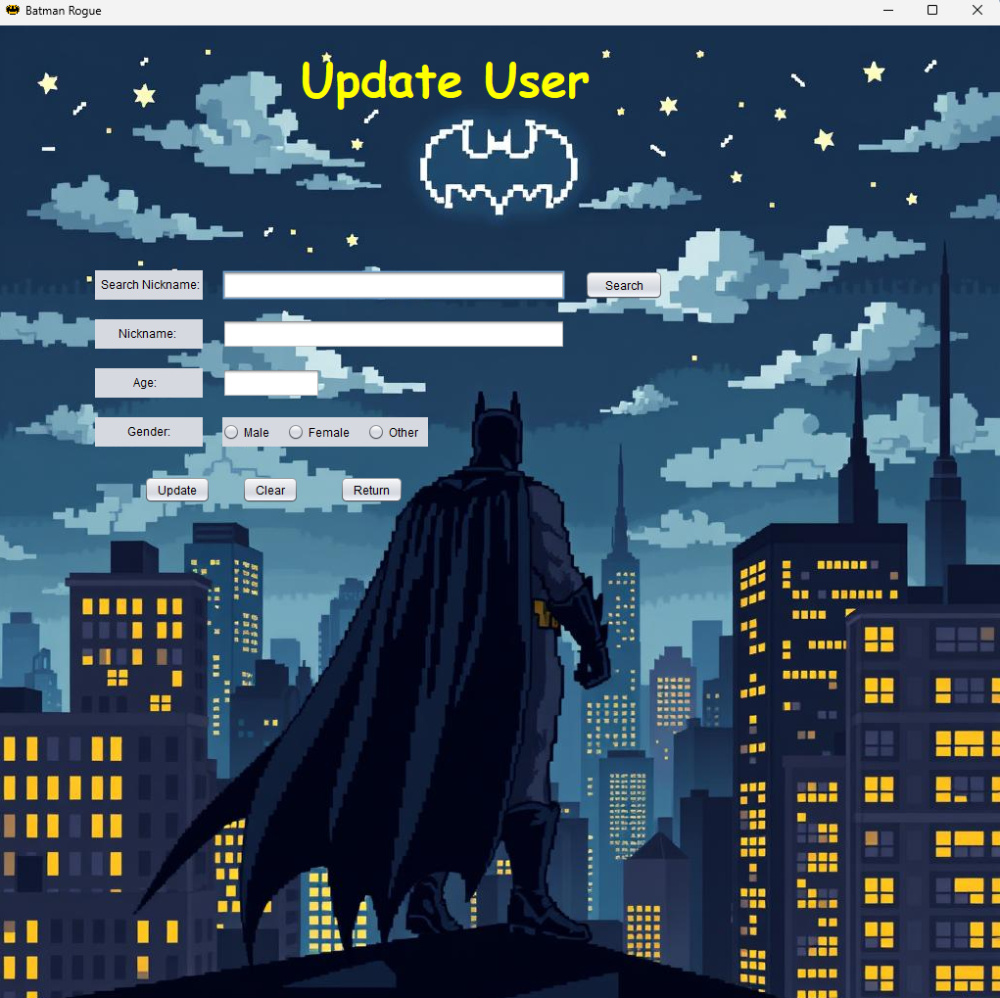 Batman Rogue
Update User
Search Nickname: Search
Nickname:
Age:
Gender: Male Female Other
Update Clear Return